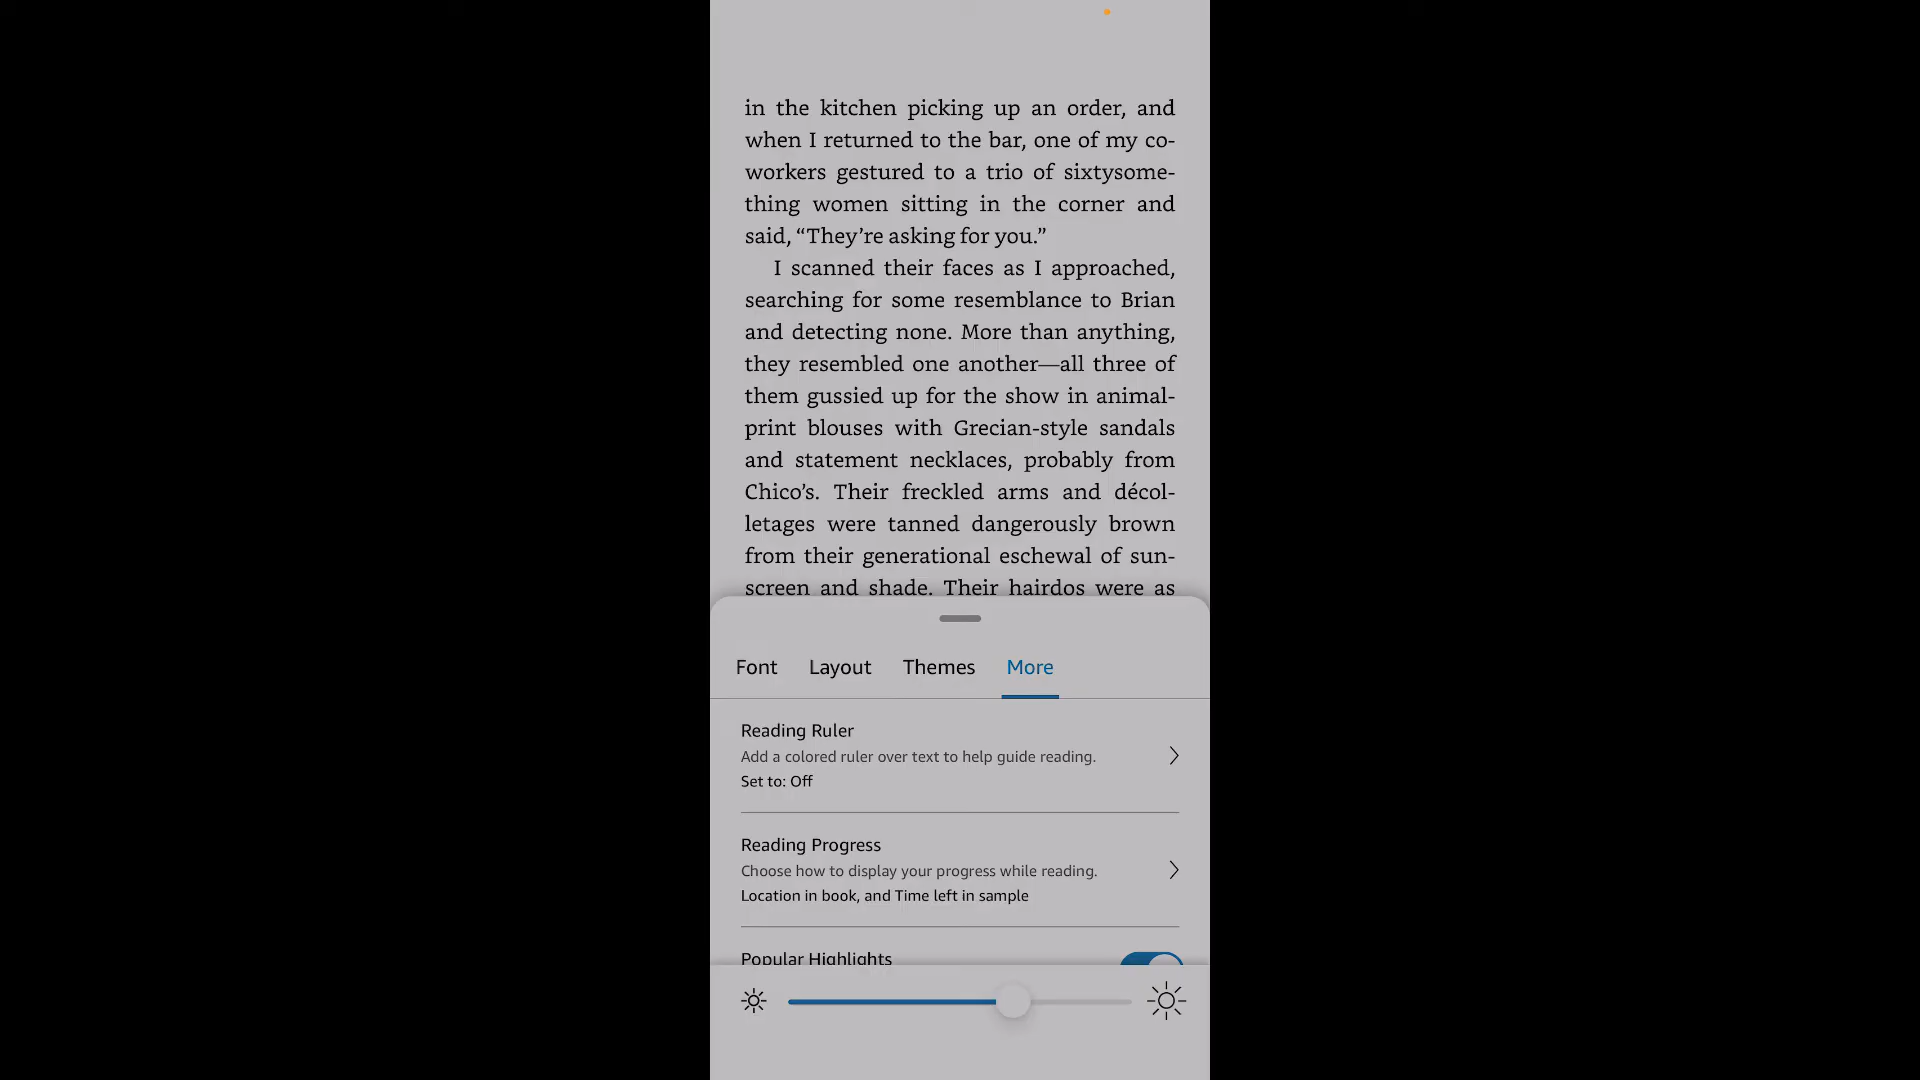 in the kitchen picking up an order, and
when I returned to the bar, one of my co-
workers gestured to a trio of sixtysome-
thing women sitting in the corner and
said, “They’re asking for you.”
I scanned their faces as I approached,
searching for some resemblance to Brian
and detecting none. More than anything,
they resembled one another—all three of
them gussied up for the show in animal-
print blouses with Grecian-style sandals
and statement necklaces, probably from
Chico’s. Their freckled arms and décol-
letages were tanned dangerously brown
from their generational eschewal of sun-
screen and shade. Their hairdos were as
Font Layout Themes More
Reading Ruler
Add a colored ruler over text to help guide reading.
Set to: Off
Reading Progress
Choose how to display your progress while reading.
Location in book, and Time left in sample
Popular Highlights